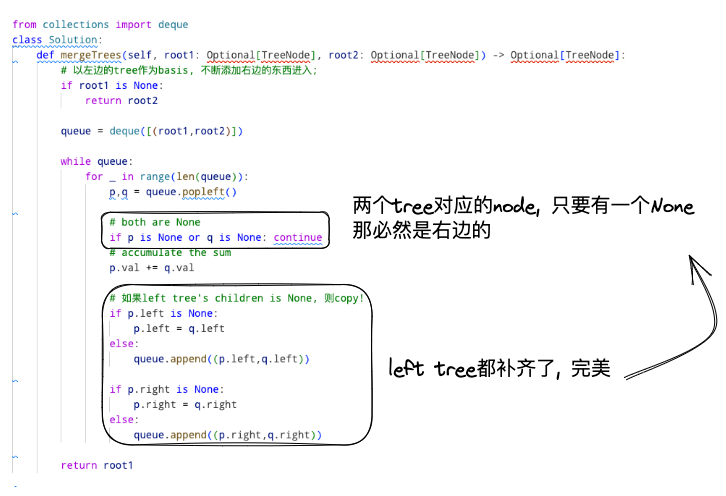 from collections import deque
class Solution:
def mergeTrees(self, root1: Optional[TreeNode], root2: Optional[TreeNode]) -> Optional[TreeNode]:
# 以左边的tree作为basis, 不断添加右边的东西进入;
if root1 is None:
return root2
queue = deque([(root1,root2)])
while queue:
for _ in range(len(queue)):
p,q = queue.popleft()
# both are None
if p is None or q is None: continue
# accumulate the sum
p.val += q.val
# 如果left tree's children is None, 则copy!
if p.left is None:
p.left = q.left
else:
queue.append((p.left,q.left))
if p.right is None:
p.right = q.right
else:
queue.append((p.right,q.right))
return root1
两个tree对应的node, 只要有一个None
那必然是右边的
left tree都补齐了, 完美